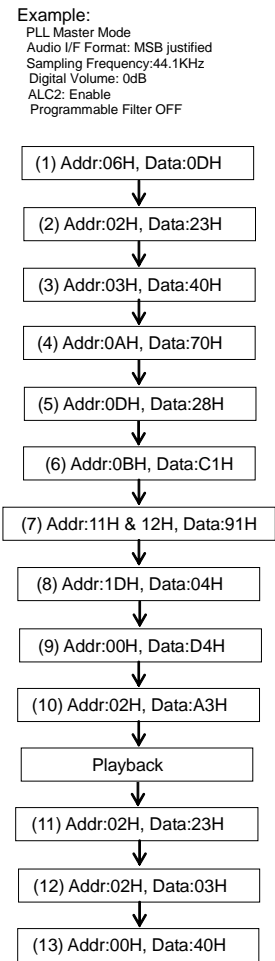 Example:
PLL Master Mode
Audio I/F Format: MSB justified
Sampling Frequency:44.1KHz
Digital Volume: 0dB
ALC2: Enable
Programmable Filter OFF
(1) Addr:06H, Data:0DH
(2) Addr:02H, Data:23H
(3) Addr:03H, Data:40H
(4) Addr:0AH, Data:70H
(5) Addr:0DH, Data:28H
(6) Addr:0BH, Data:C1H
(7) Addr:11H & 12H, Data:91H
(8) Addr:1DH, Data:04H
(9) Addr:00H, Data:D4H
(10) Addr:02H, Data:A3H
Playback
(11) Addr:02H, Data:23H
(12) Addr:02H, Data:03H
(13) Addr:00H, Data:40H